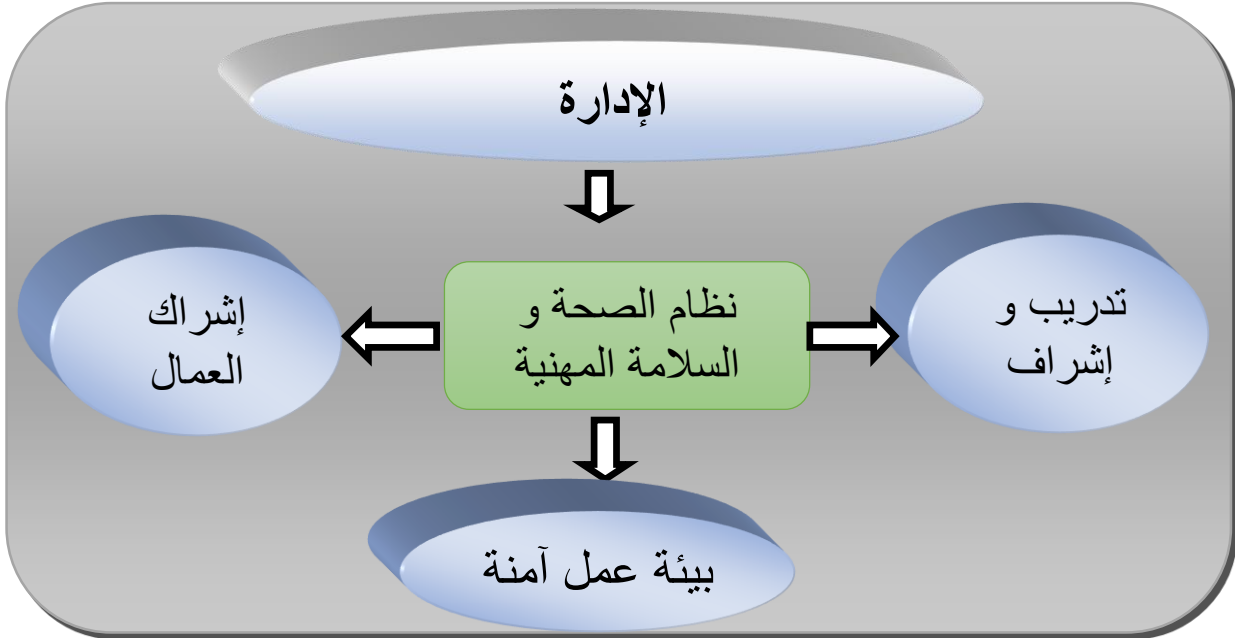 الإدارة
تدريب و
إشراف
نظام الصحة و
السلامة المهنية
إشراك
العمال
بيئة عمل آمنة